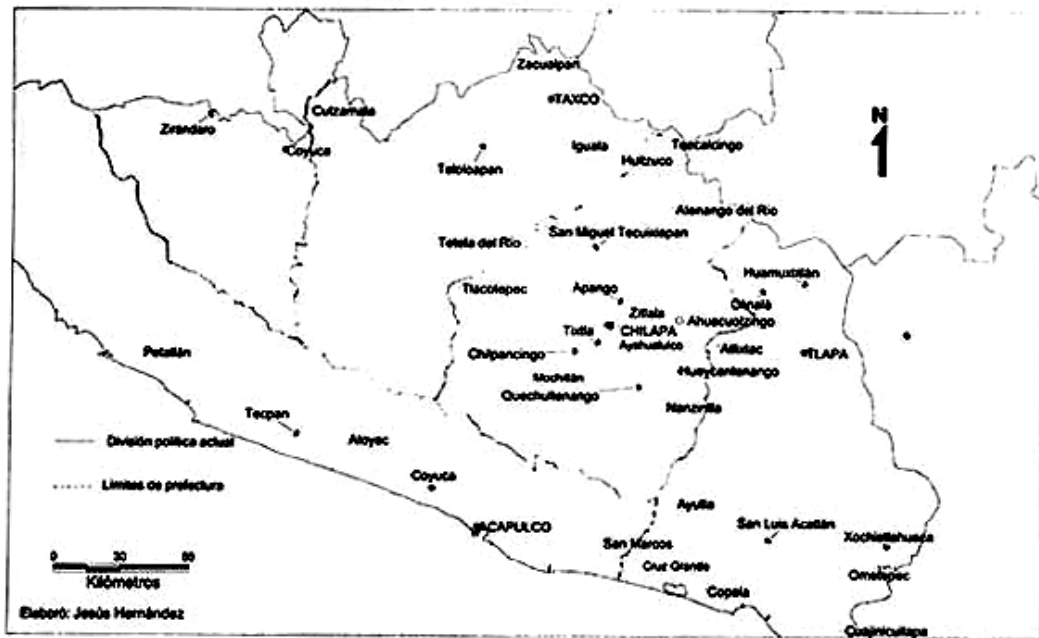 Zacualpan
TAXCO
Zirándaro
Cutzamala
Coyuca
Teloloapan
Iguala
Huitzuco
N
Atenango del Río
Tetela del Río
San Miguel Tecuixtapan
Tlacotepec
Apango
Huamuxtitlán
Olinalá
Zitlala
Ahuacuotzingo
Tixtla
CHILAPA
Ayahualulco
Atlixtac
TLAPA
Chilpancingo
Hueycantenango
Mochitlán
Quechultenango
Nanzintla
Petatlán
Tecpan
Atoyac
División política actual
Límites de prefectura
Coyuca
Ayutla
ACAPULCO
San Luis Acatlán
San Marcos
Xochistlahuaca
Cruz Grande
Ometepec
Copala
Cuajinicuilapa
0 30 60
Kilómetros
Elaboró: Jesús Hernández